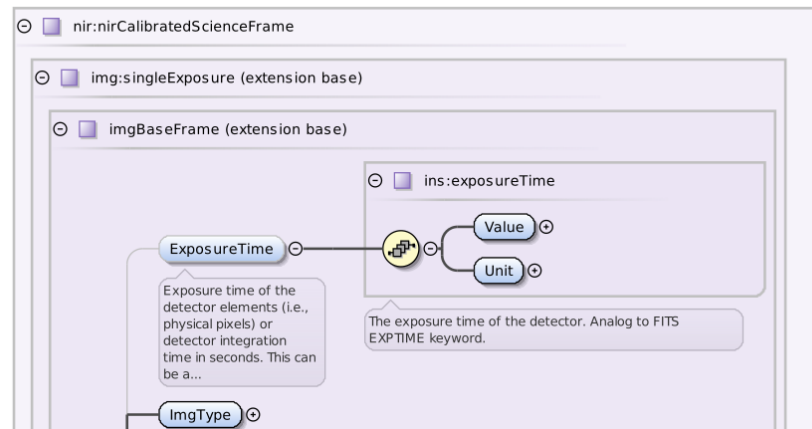 nir:nirCalibratedScienceFrame
img:singleExposure (extension base)
imgBaseFrame (extension base)
ins:exposureTime
Value
ExposureTime
Unit
Exposure time of the
detector elements (i.e.,
physical pixels) or
detector integration
time in seconds. This can
be a...
The exposure time of the detector. Analog to FITS
EXPTIME keyword.
ImgType